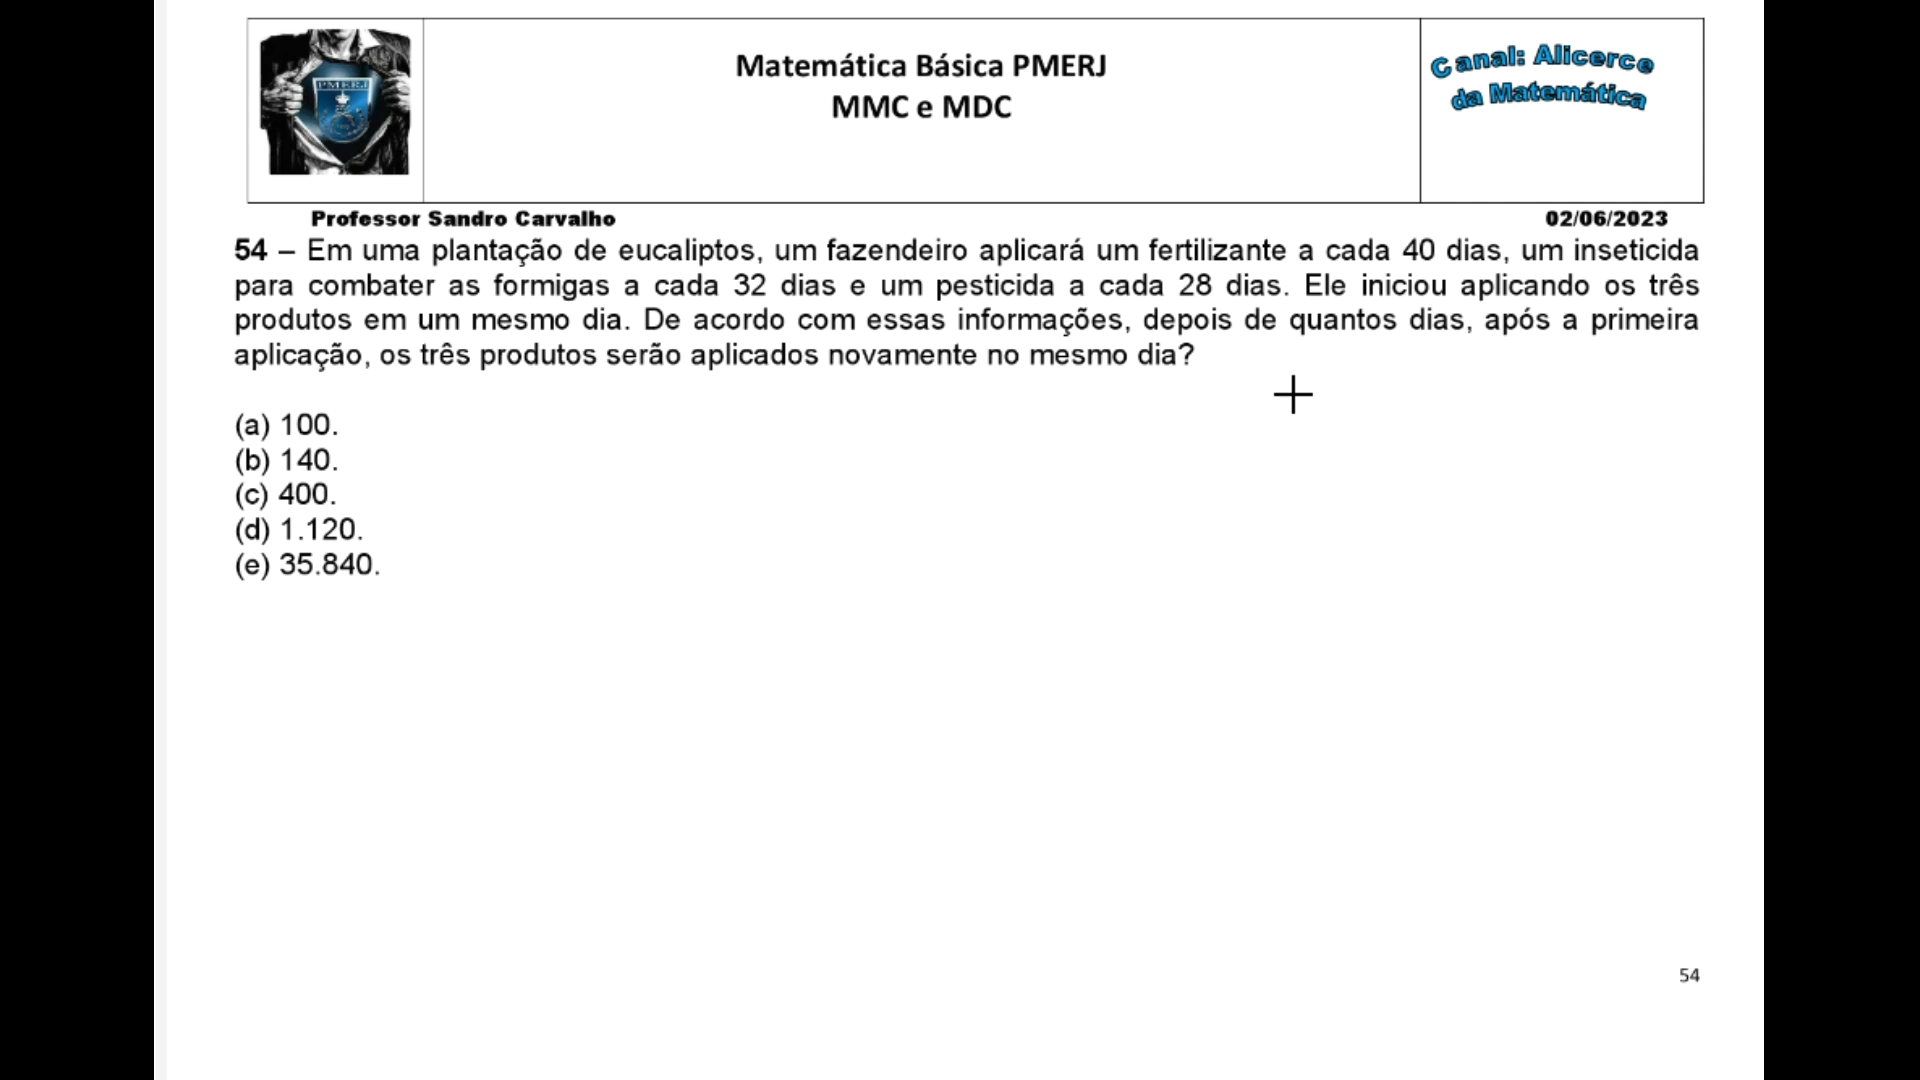 PMERJ
Matemática Básica PMERJ
MMC e MDC
Canal: Alicerce
da Matemática
Professor Sandro Carvalho
02/06/2023
54 – Em uma plantação de eucaliptos, um fazendeiro aplicará um fertilizante a cada 40 dias, um inseticida
para combater as formigas a cada 32 dias e um pesticida a cada 28 dias. Ele iniciou aplicando os três
produtos em um mesmo dia. De acordo com essas informações, depois de quantos dias, após a primeira
aplicação, os três produtos serão aplicados novamente no mesmo dia?
(a) 100.
(b) 140.
(c) 400.
(d) 1.120.
(e) 35.840.
54